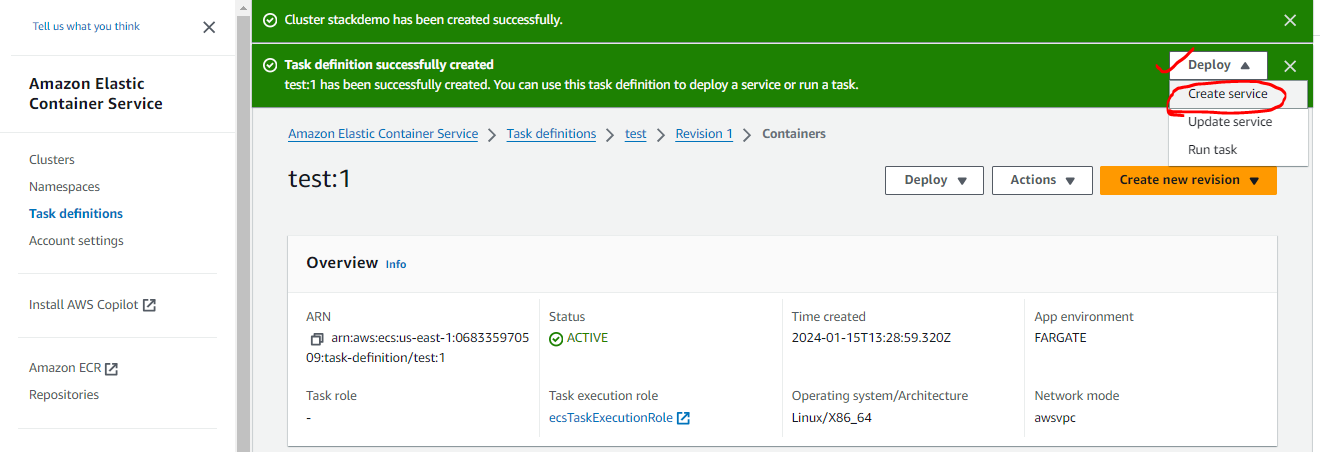 Tell us what you think
Amazon Elastic
Container Service
Clusters
Namespaces
Task definitions
Account settings
Install AWS Copilot
Amazon ECR
Repositories
Cluster stackdemo has been created successfully.
Task definition successfully created
test:1 has been successfully created. You can use this task definition to deploy a service or run a task.
Deploy
Create service
Update service
Run task
Amazon Elastic Container Service > Task definitions > test > Revision 1 > Containers
test:1
Deploy Actions Create new revision
Overview Info
ARN
arn:aws:ecs:us-east-1:0683359705
09:task-definition/test:1
Status
ACTIVE
Time created
2024-01-15T13:28:59.320Z
App environment
FARGATE
Task role
-
Task execution role
ecsTaskExecutionRole
Operating system/Architecture
Linux/X86_64
Network mode
awsvpc